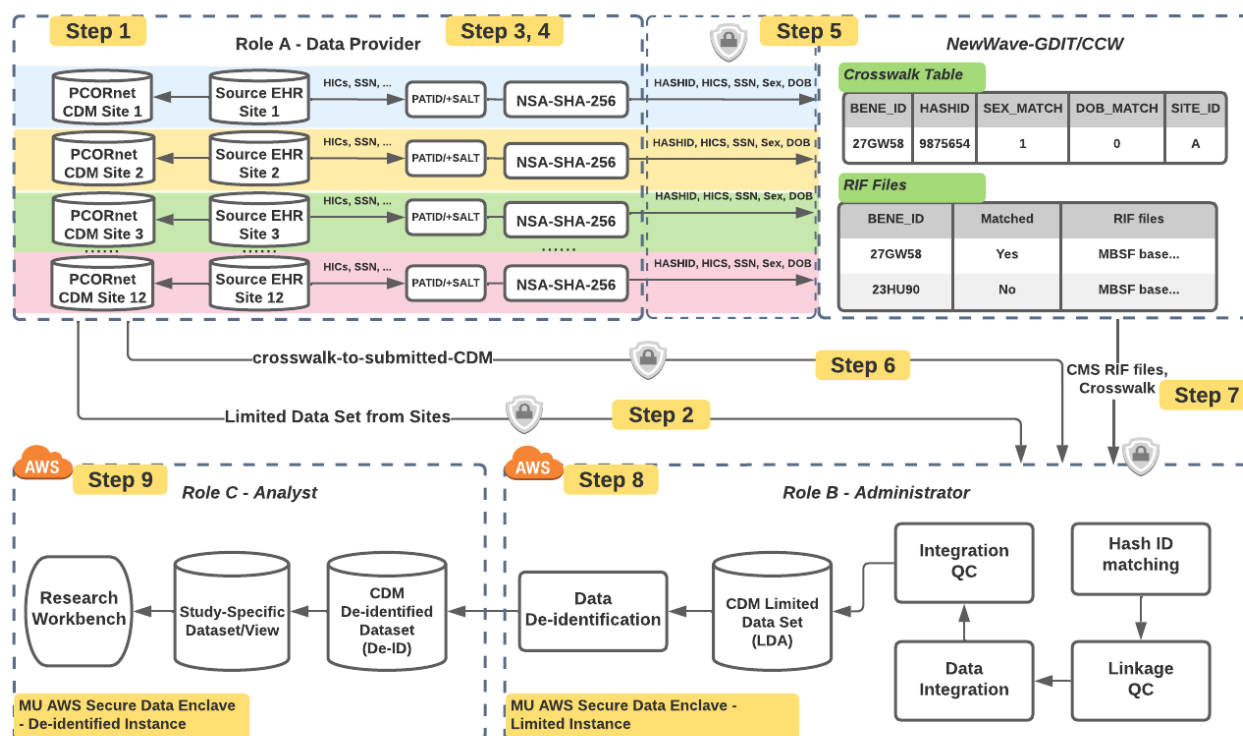 Step 1
Step 3, 4
Step 5
Role A - Data Provider
NewWave-GDIT/CCW
PCORnet
CDM Site 1
Source EHR
Site 1
HICs, SSN, ...
PATID/+SALT
NSA-SHA-256
HASHID, HICS, SSN, Sex, DOB
PCORnet
CDM Site 2
Source EHR
Site 2
HICs, SSN, ...
PATID/+SALT
NSA-SHA-256
HASHID, HICS, SSN, Sex, DOB
PCORnet
CDM Site 3
Source EHR
Site 3
HICs, SSN, ...
PATID/+SALT
NSA-SHA-256
HASHID, HICS, SSN, Sex, DOB
......
......
......
PCORnet
CDM Site 12
Source EHR
Site 12
HICs, SSN, ...
PATID/+SALT
NSA-SHA-256
HASHID, HICS, SSN, Sex, DOB
Crosswalk Table
BENE_ID HASHID SEX_MATCH DOB_MATCH SITE_ID
27GW58 9875654 1 0 A
RIF Files
BENE_ID Matched RIF files
27GW58 Yes MBSF base...
23HU90 No MBSF base...
crosswalk-to-submitted-CDM
Step 6
CMS RIF files,
Crosswalk
Step 7
Limited Data Set from Sites
Step 2
AWS
Step 9
Role C - Analyst
AWS
Step 8
Role B - Administrator
Research
Workbench
Study-Specific
Dataset/View
CDM
De-identified
Dataset
(De-ID)
Data
De-identification
CDM Limited
Data Set
(LDA)
Integration
QC
Hash ID
matching
Data
Integration
Linkage
QC
MU AWS Secure Data Enclave
- De-identified Instance
MU AWS Secure Data Enclave -
Limited Instance